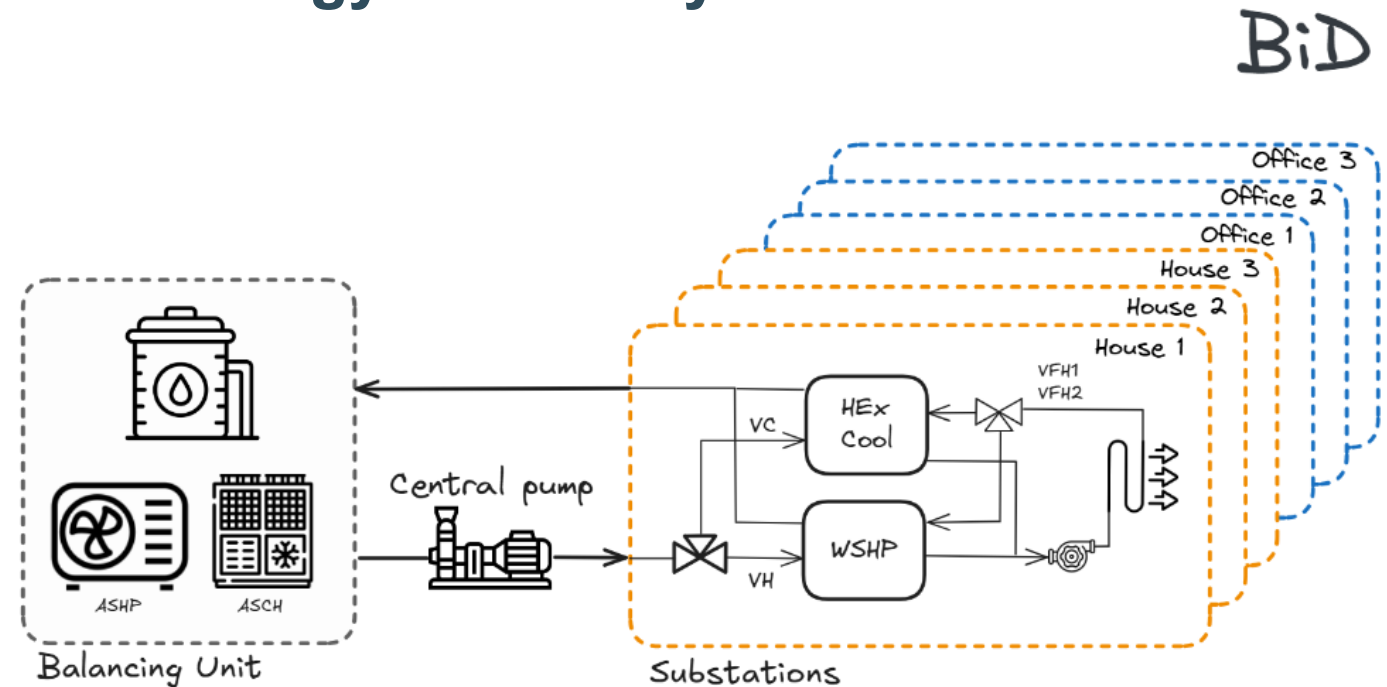 BiD
Office 3
Office 2
Office 1
House 3
House 2
House 1
VFH1
VFH2
HEx
Cool
VC
Central pump
WSHP
VH
ASHP
ASCH
Balancing Unit
Substations